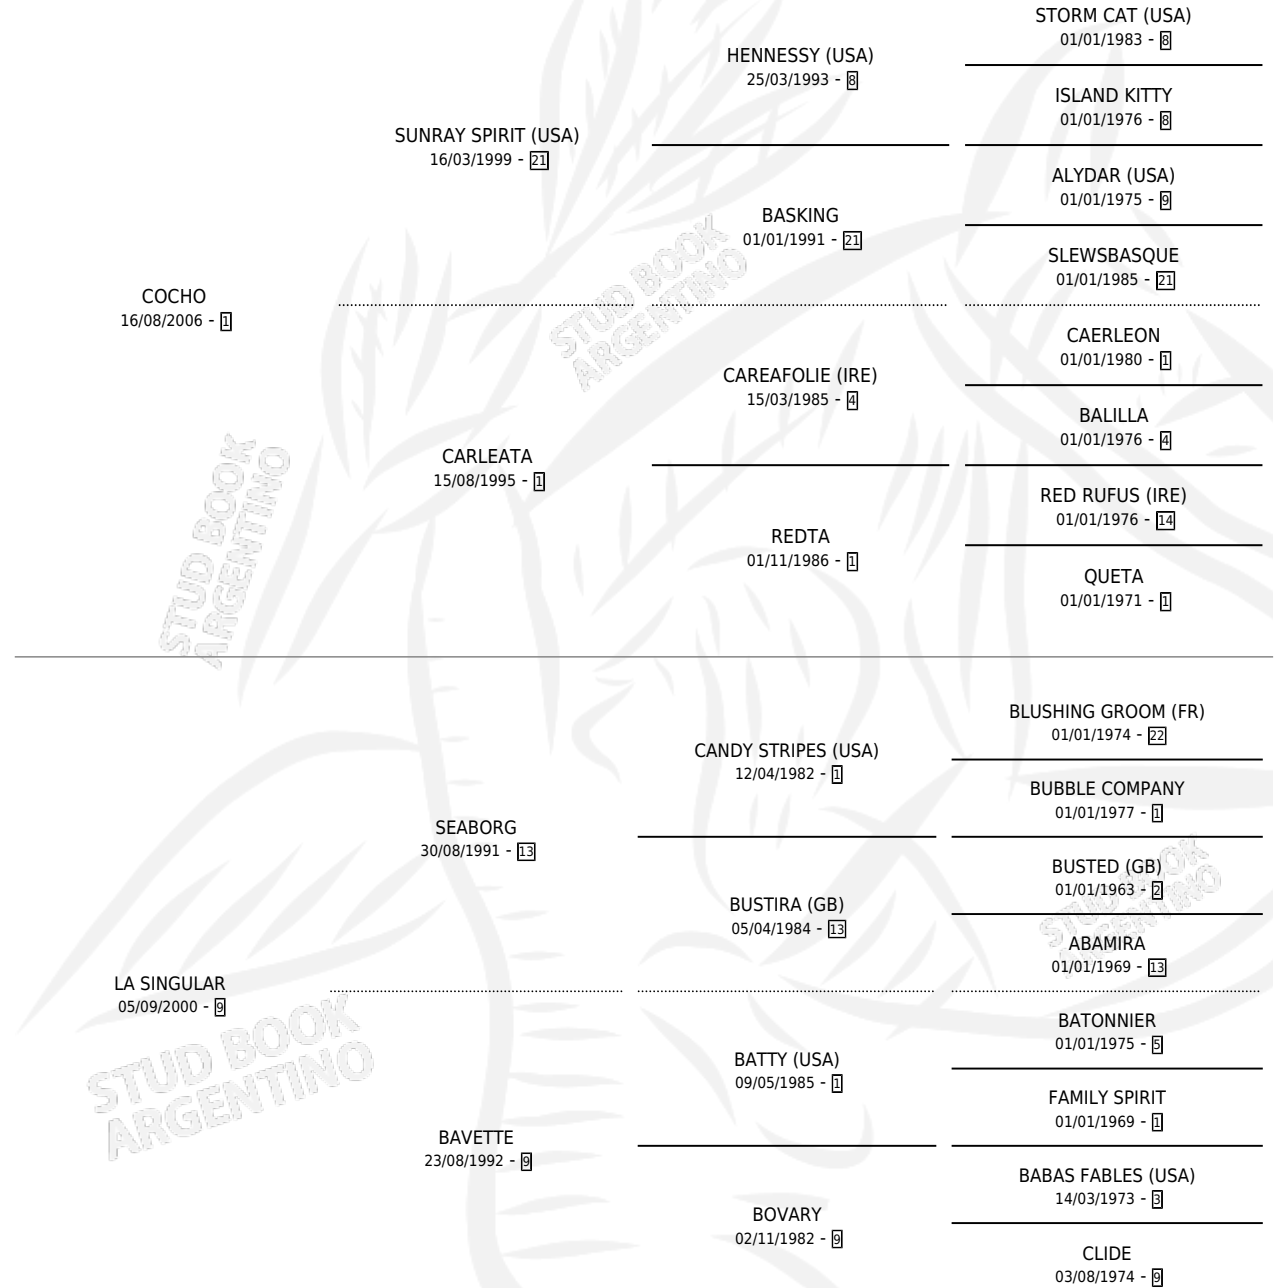 STORM CAT (USA)
01/01/1983 - 8
HENNESSY (USA)
25/03/1993 - 8
ISLAND KITTY
01/01/1976 - 8
SUNRAY SPIRIT (USA)
16/03/1999 - 21
ALYDAR (USA)
01/01/1975 - 9
BASKING
01/01/1991 - 21
SLEWSBASQUE
01/01/1985 - 21
COCHO
16/08/2006 - 1
CAERLEON
01/01/1980 - 1
CAREAFOLIE (IRE)
15/03/1985 - 4
BALILLA
01/01/1976 - 4
CARLEATA
15/08/1995 - 1
RED RUFUS (IRE)
01/01/1976 - 14
REDTA
01/11/1986 - 1
QUETA
01/01/1971 - 1
BLUSHING GROOM (FR)
01/01/1974 - 22
CANDY STRIPES (USA)
12/04/1982 - 1
BUBBLE COMPANY
01/01/1977 - 1
SEABORG
30/08/1991 - 13
BUSTED (GB)
01/01/1963 - 2
BUSTIRA (GB)
05/04/1984 - 13
ABAMIRA
01/01/1969 - 13
LA SINGULAR
05/09/2000 - 9
BATONNIER
01/01/1975 - 5
BATTY (USA)
09/05/1985 - 1
FAMILY SPIRIT
01/01/1969 - 1
BAVETTE
23/08/1992 - 9
BABAS FABLES (USA)
14/03/1973 - 3
BOVARY
02/11/1982 - 9
CLIDE
03/08/1974 - 9
STUD BOOK
ARGENTINO
STUD BOOK
ARGENTINO
STUD BOOK
ARGENTINO
STUD BOOK
ARGENTINO